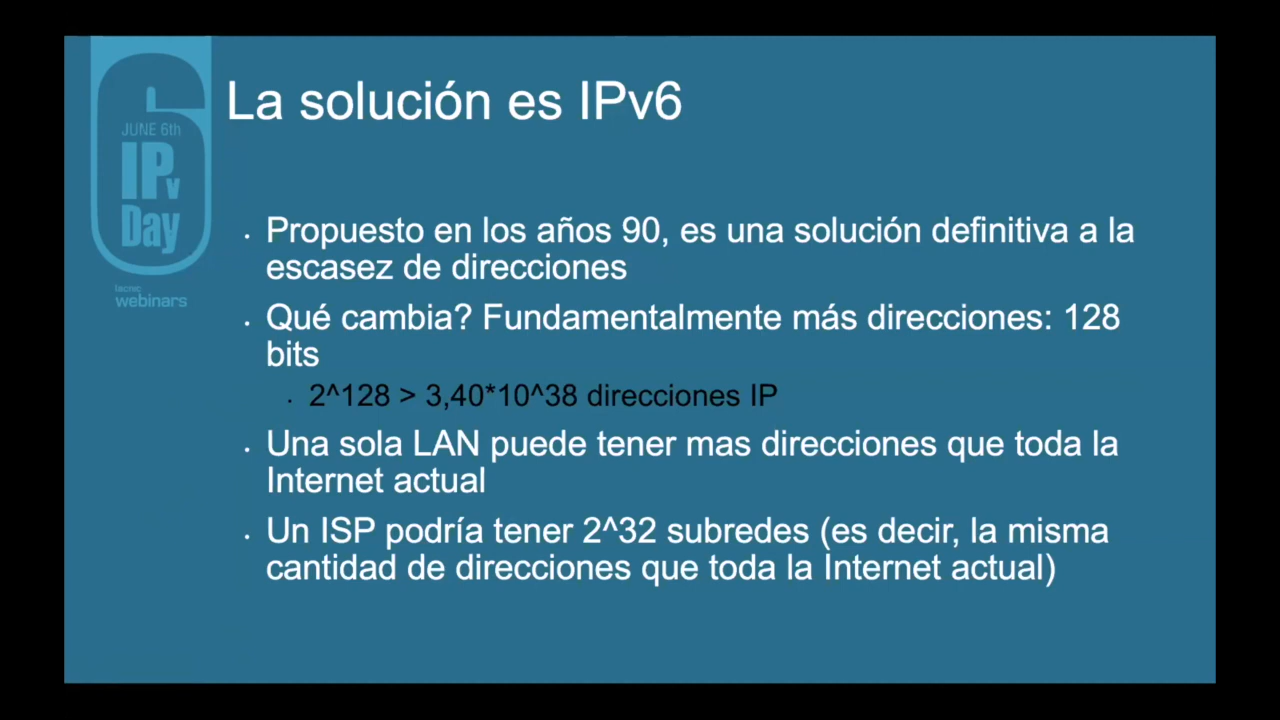 La solución es IPv6
JUNE 6th
IPv
Day
lacnic
webinars
. Propuesto en los años 90, es una solución definitiva a la
escasez de direcciones
. Qué cambia? Fundamentalmente más direcciones: 128
bits
. 2^128 > 3,40*10^38 direcciones IP
. Una sola LAN puede tener mas direcciones que toda la
Internet actual
. Un ISP podría tener 2^32 subredes (es decir, la misma
cantidad de direcciones que toda la Internet actual)